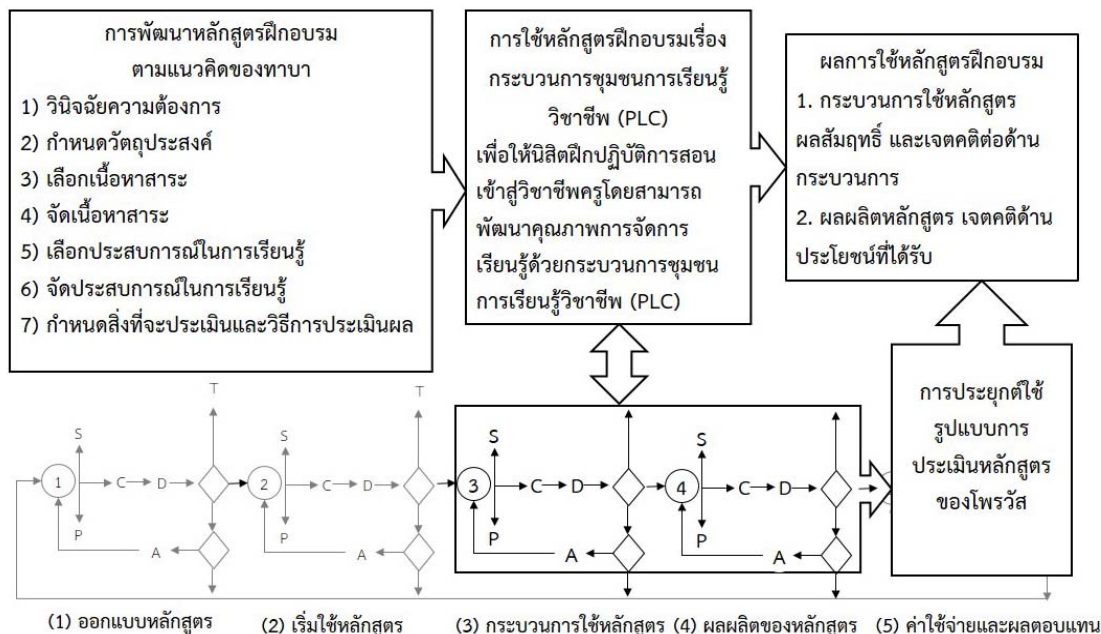 การพัฒนาหลักสูตรฝึกอบรม
ตามแนวคิดของทาบา
1) วินิจฉัยความต้องการ
2) กำหนดวัตถุประสงค์
3) เลือกเนื้อหาสาระ
4) จัดเนื้อหาสาระ
5) เลือกประสบการณ์ในการเรียนรู้
6) จัดประสบการณ์ในการเรียนรู้
7) กำหนดสิ่งที่จะประเมินและวิธีการประเมินผล
การใช้หลักสูตรฝึกอบรมเรื่อง
กระบวนการชุมชนการเรียนรู้
วิชาชีพ (PLC)
เพื่อให้นิสิตฝึกปฏิบัติการสอน
เข้าสู่วิชาชีพครูโดยสามารถ
พัฒนาคุณภาพการจัดการ
เรียนรู้ด้วยกระบวนการชุมชน
การเรียนรู้วิชาชีพ (PLC)
ผลการใช้หลักสูตรฝึกอบรม
1. กระบวนการใช้หลักสูตร
ผลสัมฤทธิ์ และเจตคติต่อด้าน
กระบวนการ
2. ผลผลิตหลักสูตร เจตคติด้าน
ประโยชน์ที่ได้รับ
การประยุกต์ใช้
รูปแบบการ
ประเมินหลักสูตร
ของโพรวัส
T T
S S S S
1 C D 2 C D 3 C D 4 C D
P P P P
A A A A
(1) ออกแบบหลักสูตร (2) เริ่มใช้หลักสูตร (3) กระบวนการใช้หลักสูตร (4) ผลผลิตของหลักสูตร (5) ค่าใช้จ่ายและผลตอบแทน